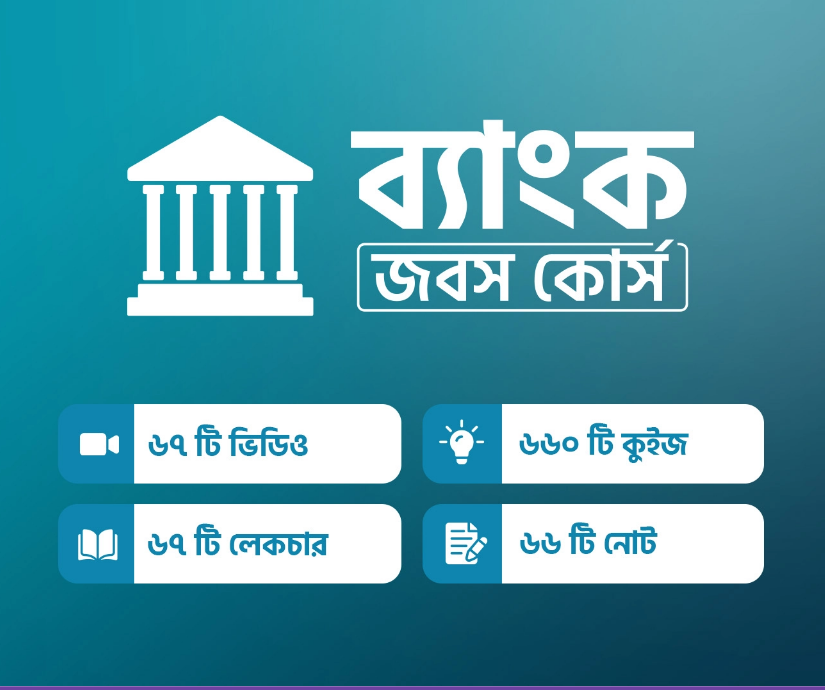 ব্যাংক
জবস কোর্স
৬৭ টি ভিডিও
৬৬০ টি কুইজ
৬৭ টি লেকচার
৬৬ টি নোট